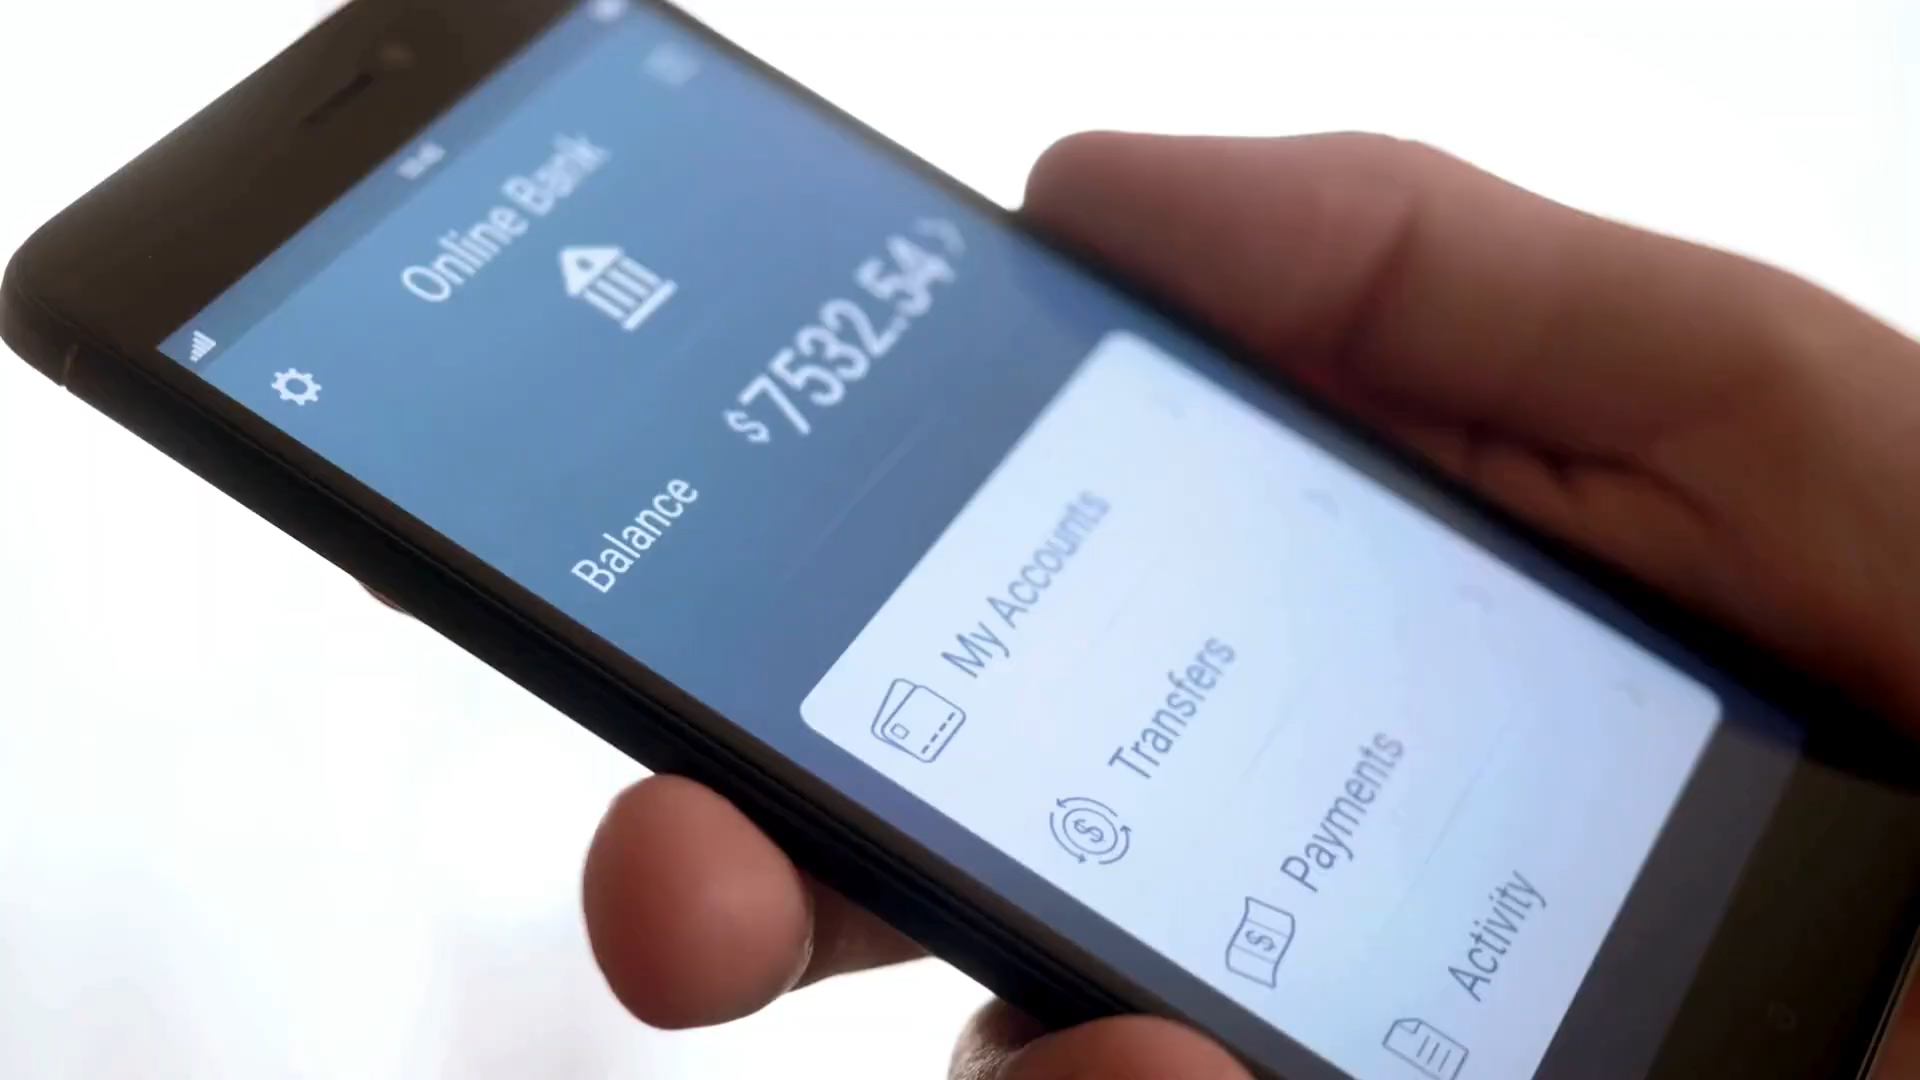 Online Bank
Balance
$7532.54
My Accounts
Transfers
Payments
Activity